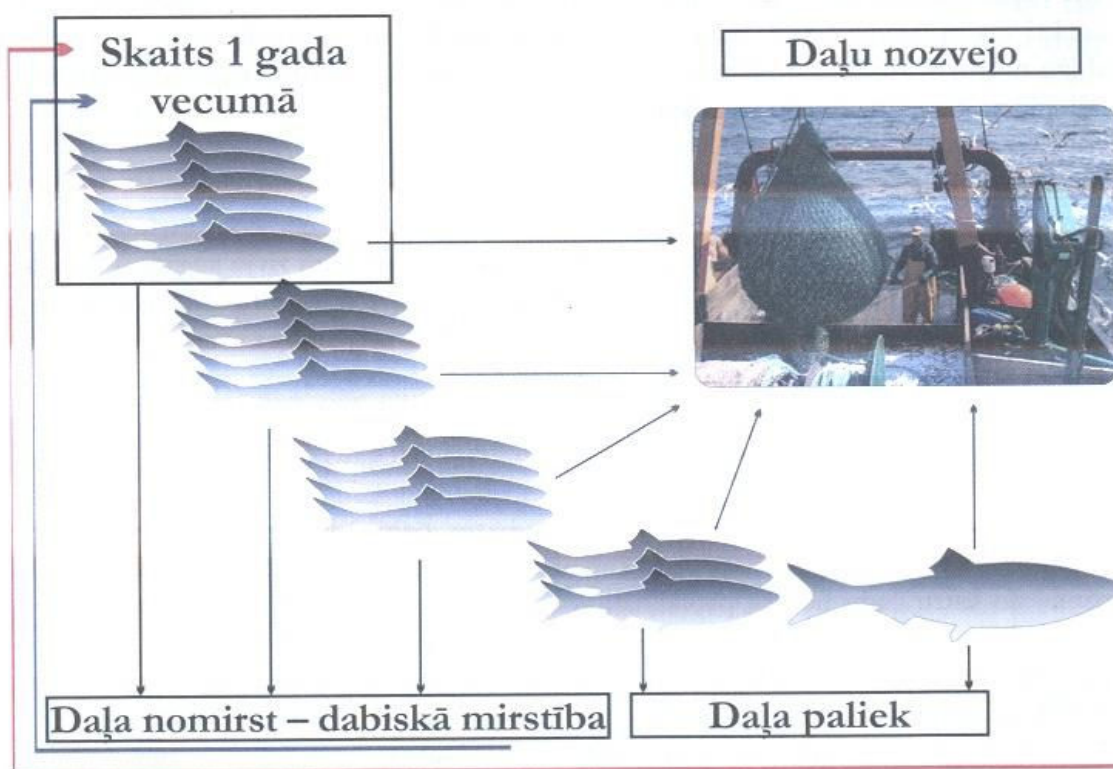 Skaits 1 gada
vecumā
Daļu nozvejo
Daļa nomirst – dabiskā mirstība
Daļa paliek